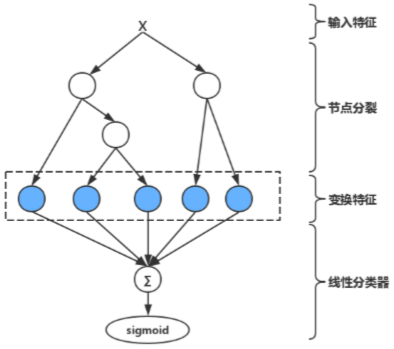 X
输入特征
节点分裂
变换特征
Σ
线性分类器
sigmoid